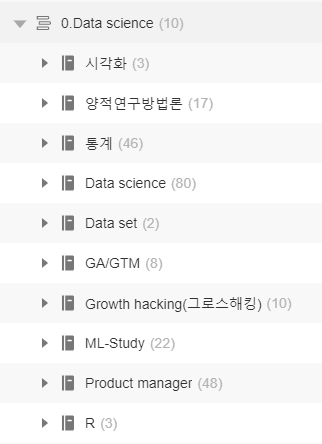 0.Data science (10)
시각화 (3)
양적연구방법론 (17)
통계 (46)
Data science (80)
Data set (2)
GA/GTM (8)
Growth hacking(그로스해킹) (10)
ML-Study (22)
Product manager (48)
R (3)